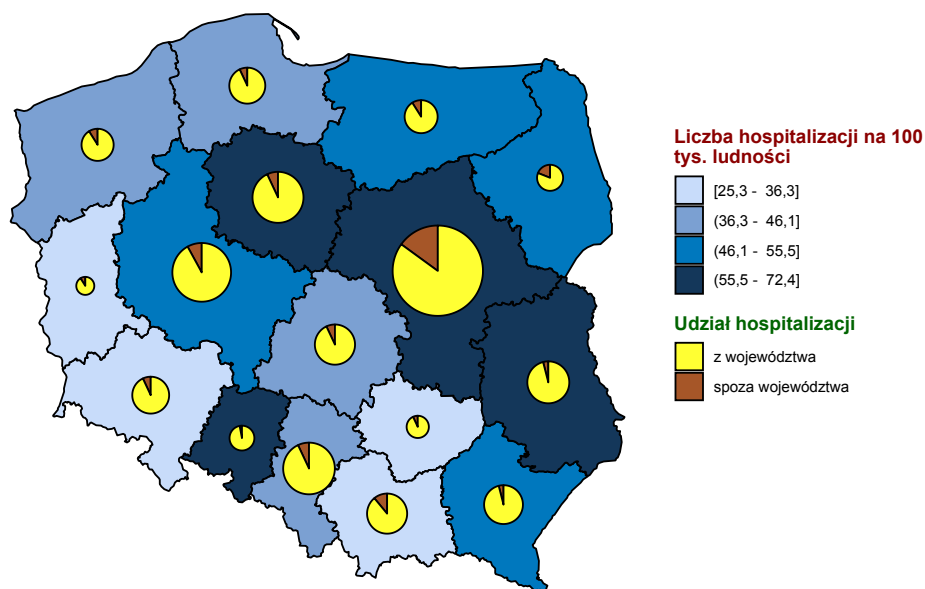 Liczba hospitalizacji na 100
tys. ludności
[25,3 - 36,3]
(36,3 - 46,1]
(46,1 - 55,5]
(55,5 - 72,4]
Udział hospitalizacji
z województwa
spoza województwa